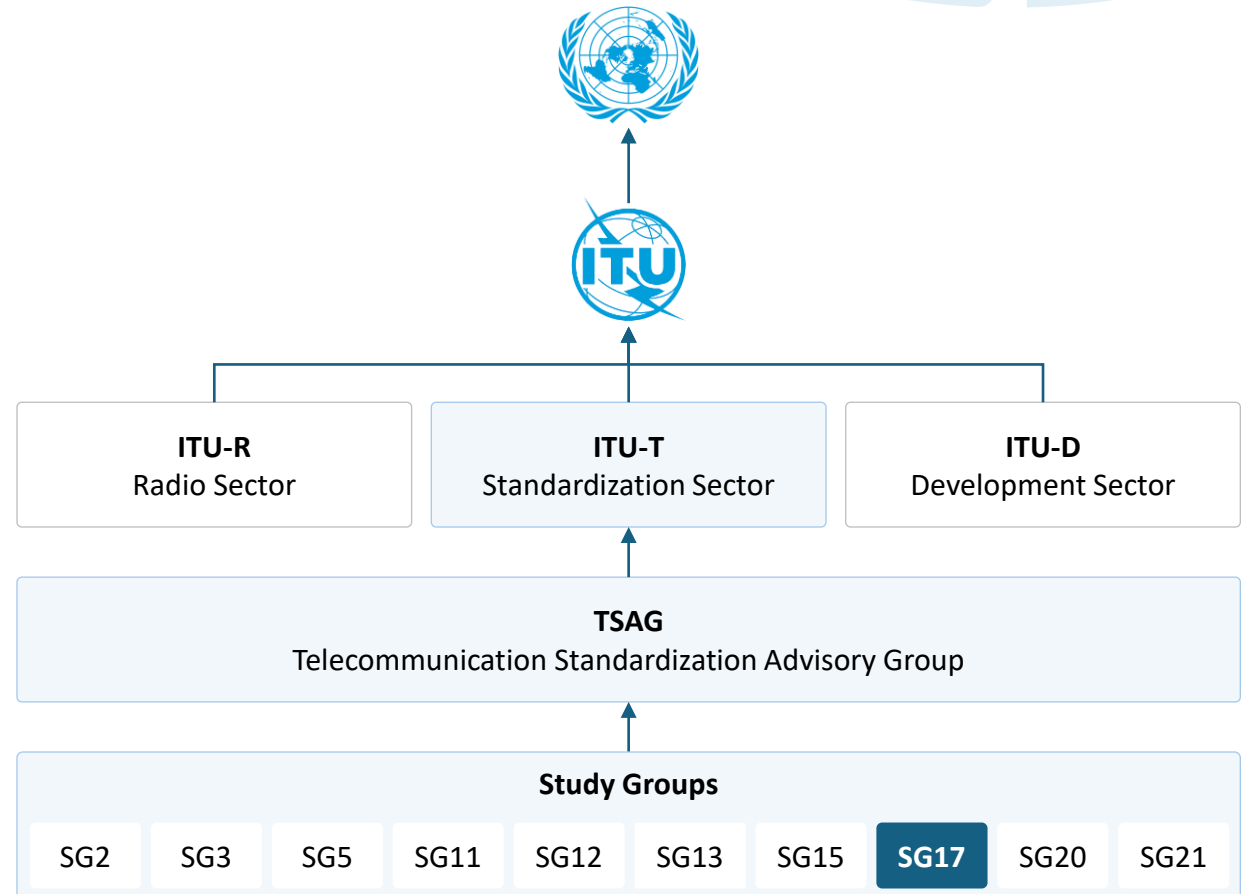 ITU
ITU-R
Radio Sector
ITU-T
Standardization Sector
ITU-D
Development Sector
TSAG
Telecommunication Standardization Advisory Group
Study Groups
SG2 SG3 SG5 SG11 SG12 SG13 SG15 SG17 SG20 SG21